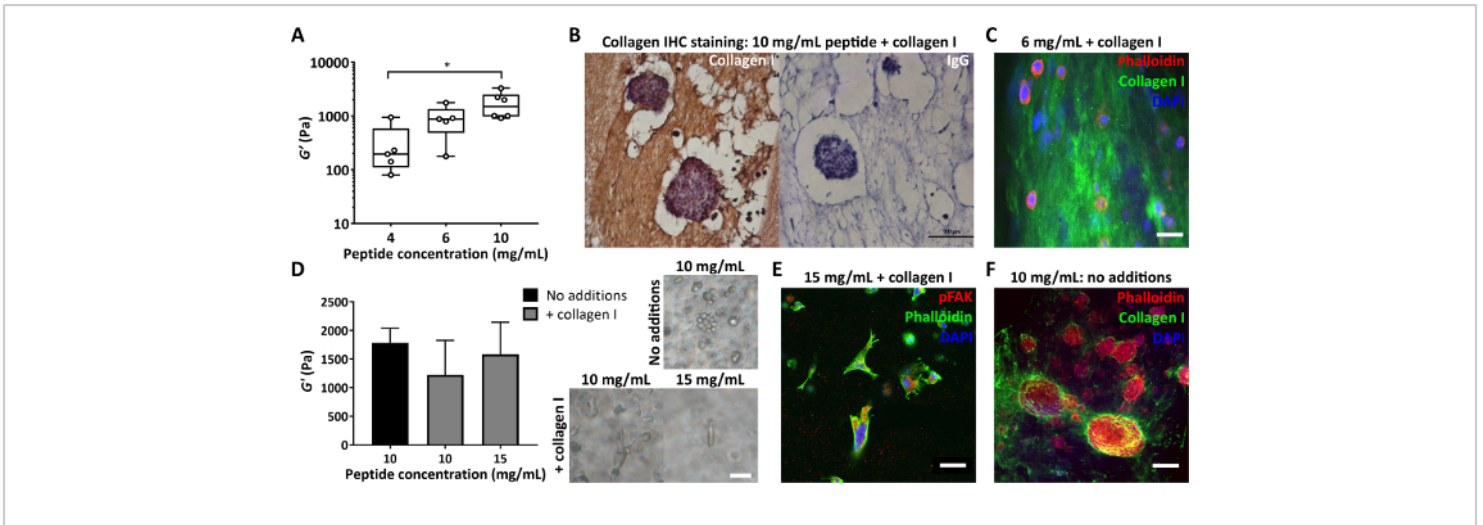 A
*
10000
1000
100
10
G′ (Pa)
4 6 10
Peptide concentration (mg/mL)
B
Collagen IHC staining: 10 mg/mL peptide + collagen I
Collagen I
IgG
C
6 mg/mL + collagen I
Phalloidin
Collagen I
DAPI
D
2500
2000
1500
1000
500
0
G′ (Pa)
10 10 15
Peptide concentration (mg/mL)
No additions
+ collagen I
10 mg/mL
No additions
10 mg/mL 15 mg/mL
+ collagen I
E
15 mg/mL + collagen I
pFAK
Phalloidin
DAPI
F
10 mg/mL: no additions
Phalloidin
Collagen I
DAPI